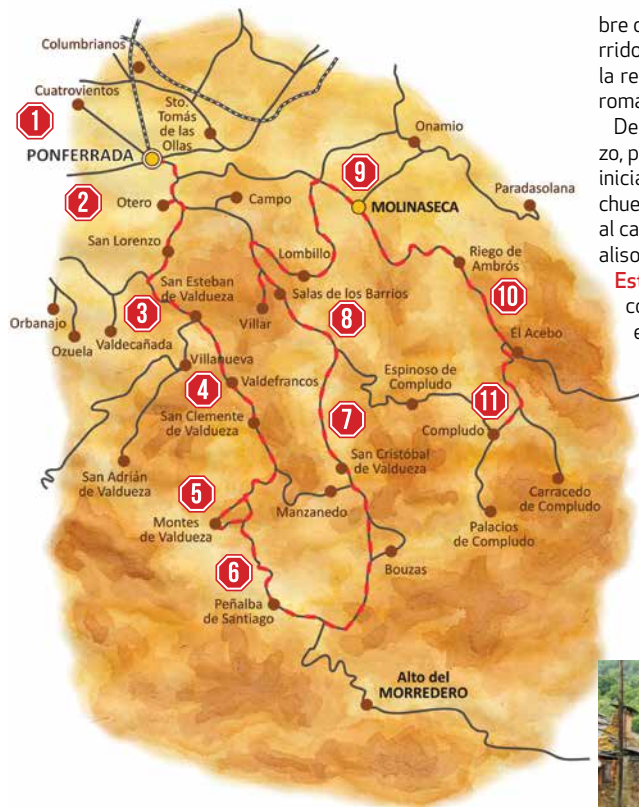 Columbrianos
Cuatrovientos
1
Sto.
Tomás
de las
Ollas
PONFERRADA
Onamio
9
2
Otero
Campo
MOLINASECA
Paradasolana
San Lorenzo
Lombillo
Riego de
Ambrós
San Esteban
de Valdueza
Salas de los Barrios
10
3
Villar
8
Orbanajo
Ozuela
Valdecañada
El Acebo
Villanueva
Espinoso de
Compludo
4
Valdefrancos
11
San Clemente
de Valdueza
7
Compludo
San Cristóbal
de Valdueza
San Adrián
de Valdueza
5
Manzanedo
Carracedo
de Compludo
Montes
de Valdueza
Palacios
de Compludo
6
Bouzas
Peñalba
de Santiago
Alto del
MORREDERO
bre
rrido
la re
roma
De
zo, p
inicia
chue
al ca
aliso
Est
co
e